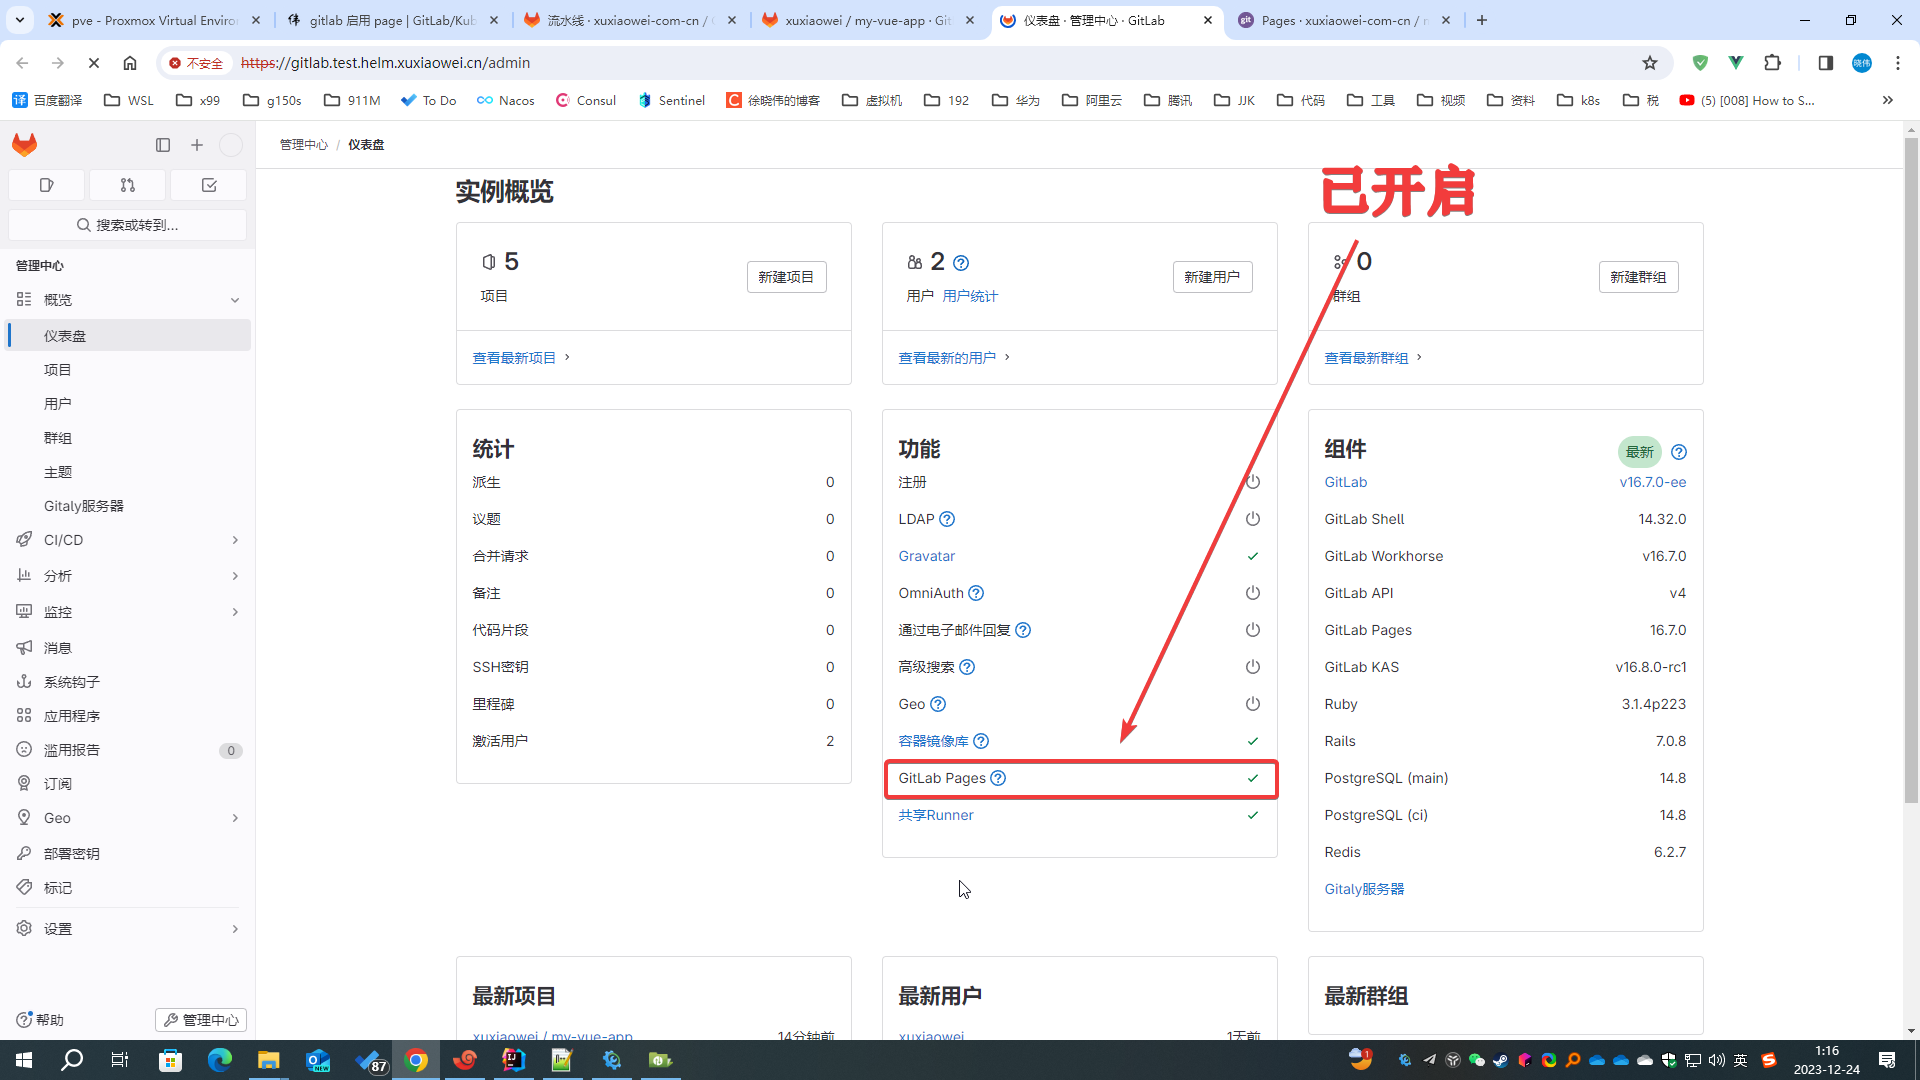 pve - Proxmox Virtual Enviro
gitlab 启用 page | GitLab/Kub
流水线 · xuxiaowei-com-cn /
xuxiaowei / my-vue-app · Git
仪表盘 · 管理中心 · GitLab
Pages · xuxiaowei-com-cn /
不安全
https://gitlab.test.helm.xuxiaowei.cn/admin
晓伟
译 百度翻译
WSL
x99
g150s
911M
To Do
Nacos
Consul
Sentinel
C 徐晓伟的博客
虚拟机
192
华为
阿里云
腾讯
JJK
代码
工具
视频
资料
k8s
税
(5) [008] How to S...
管理中心 / 仪表盘
搜索或转到...
管理中心
概览
仪表盘
项目
用户
群组
主题
Gitaly服务器
CI/CD
分析
监控
消息
系统钩子
应用程序
滥用报告 0
订阅
Geo
部署密钥
标记
设置
帮助
管理中心
实例概览
已开启
5
项目
新建项目
查看最新项目
2
用户 用户统计
新建用户
查看最新的用户
0
群组
新建群组
查看最新群组
统计
派生 0
议题 0
合并请求 0
备注 0
代码片段 0
SSH密钥 0
里程碑 0
激活用户 2
功能
注册
LDAP
Gravatar
OmniAuth
通过电子邮件回复
高级搜索
Geo
容器镜像库
GitLab Pages
共享Runner
组件 最新
GitLab v16.7.0-ee
GitLab Shell 14.32.0
GitLab Workhorse v16.7.0
GitLab API v4
GitLab Pages 16.7.0
GitLab KAS v16.8.0-rc1
Ruby 3.1.4p223
Rails 7.0.8
PostgreSQL (main) 14.8
PostgreSQL (ci) 14.8
Redis 6.2.7
Gitaly服务器
最新项目
xuxiaowei / my-vue-app 14分钟前
最新用户
xuxiaowei 1天前
最新群组
NEW
87
1
英
1:16
2023-12-24